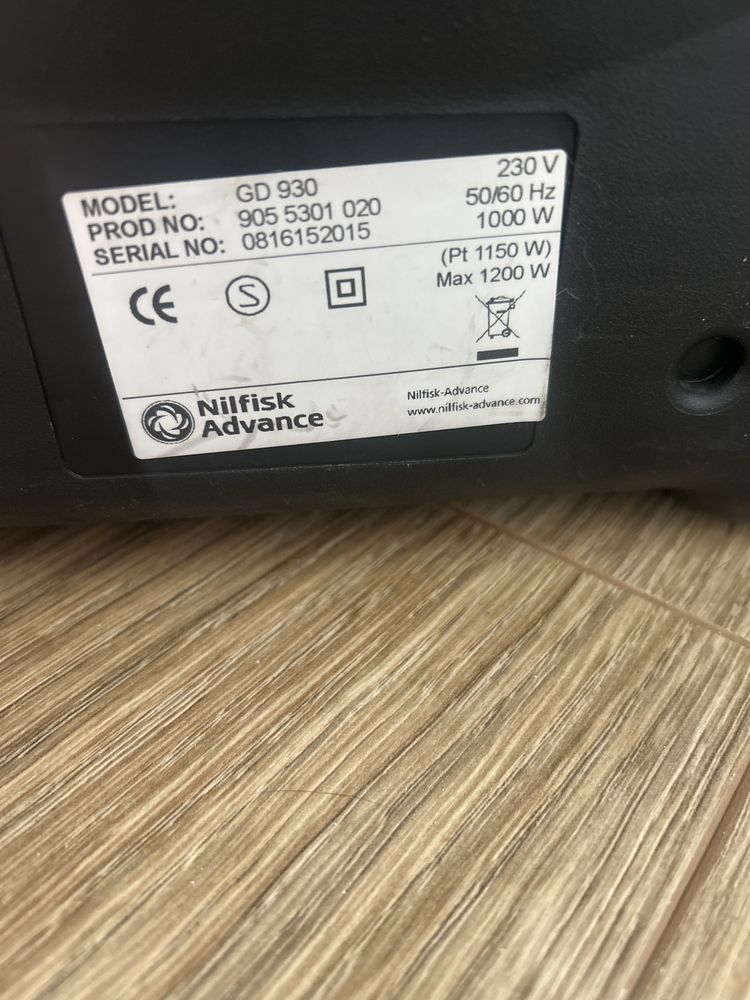 MODEL: GD 930 230 V
PROD NO: 905 5301 020 50/60 Hz
SERIAL NO: 0816152015 1000 W
(Pt 1150 W)
Max 1200 W
CE S
Nilfisk
Advance
Nilfisk-Advance
www.nilfisk-advance.com